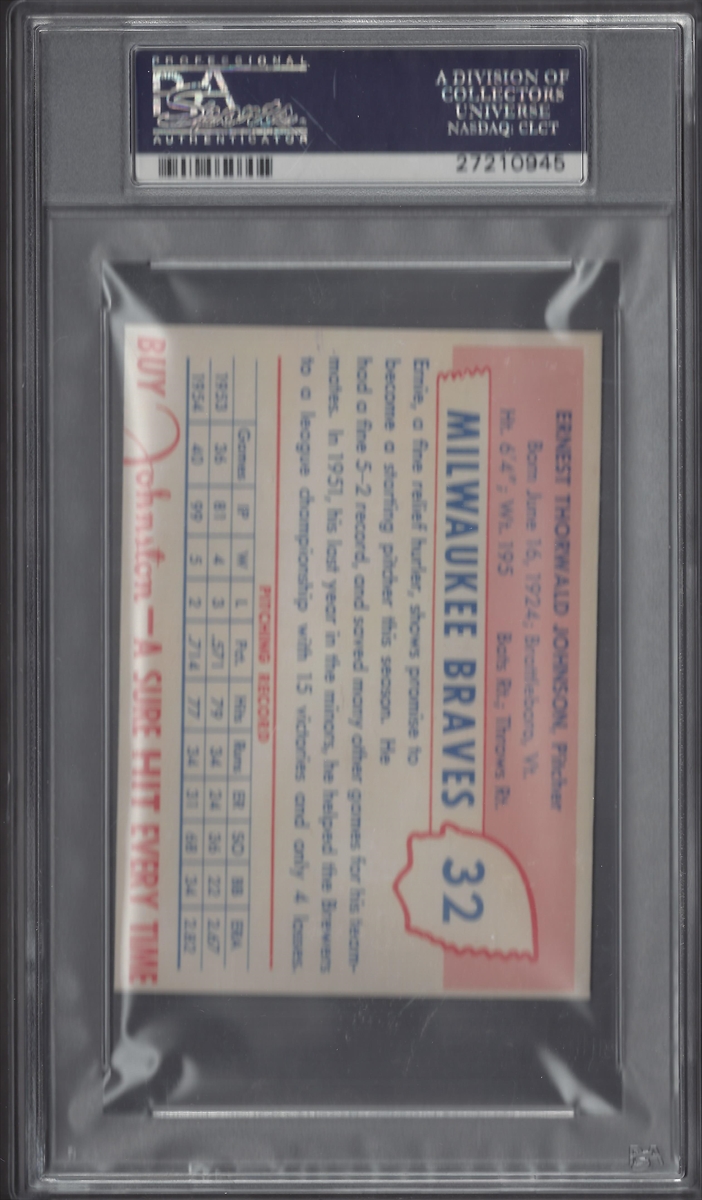 PROFESSIONAL
PSA
Sports
AUTHENTICATOR
A DIVISION OF
COLLECTORS
UNIVERSE
NASDAQ: CLCT
27210945
ERNEST THORWALD JOHNSON, Pitcher
Born June 16, 1924; Brattleboro, Vt.
Ht. 6'4"; Wt. 195 Bats Rt.; Throws Rt.
MILWAUKEE BRAVES 32
Ernie, a fine relief hurler, shows promise to
become a starting pitcher this season. He
had a fine 5-2 record, and saved many other games for his team-
mates. In 1951, his last year in the minors, he helped the Brewers
to a league championship with 15 victories and only 4 losses.
PITCHING RECORD
Games IP W L Pct. Hits Runs ER SO BB ERA
1953 36 81 4 3 .571 79 34 24 36 22 2.67
1954 40 99 5 2 .714 77 34 31 68 34 2.82
BUY Johnston — A SURE HIT EVERY TIME
PSA